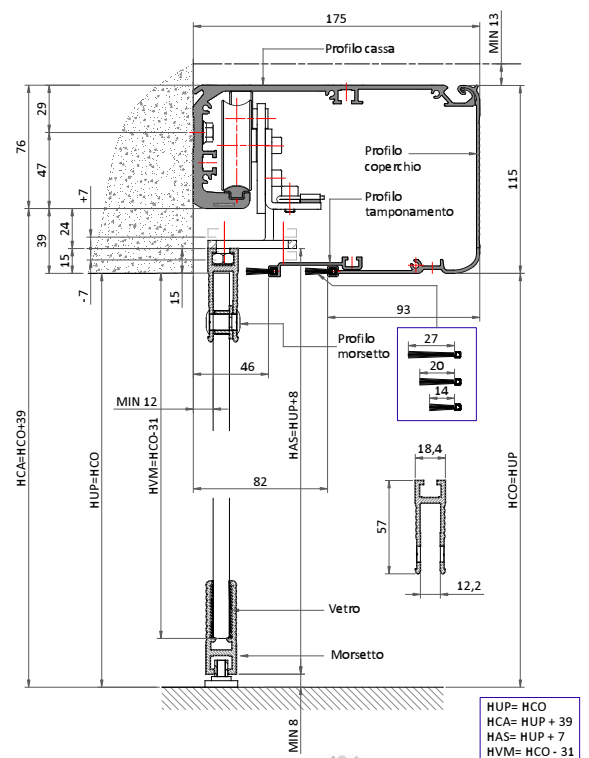 175
MIN 13
Profilo cassa
29
76
47
Profilo
coperchio
115
+7
Profilo
tamponamento
24
39
15
-7
15
93
27
20
14
Profilo
morsetto
46
MIN 12
HCA=HCO+39
HUP=HCO
HVM=HCO-31
HAS=HUP+8
HCO=HUP
82
18,4
57
12,2
Vetro
Morsetto
MIN 8
HUP= HCO
HCA= HUP + 39
HAS= HUP + 7
HVM= HCO - 31